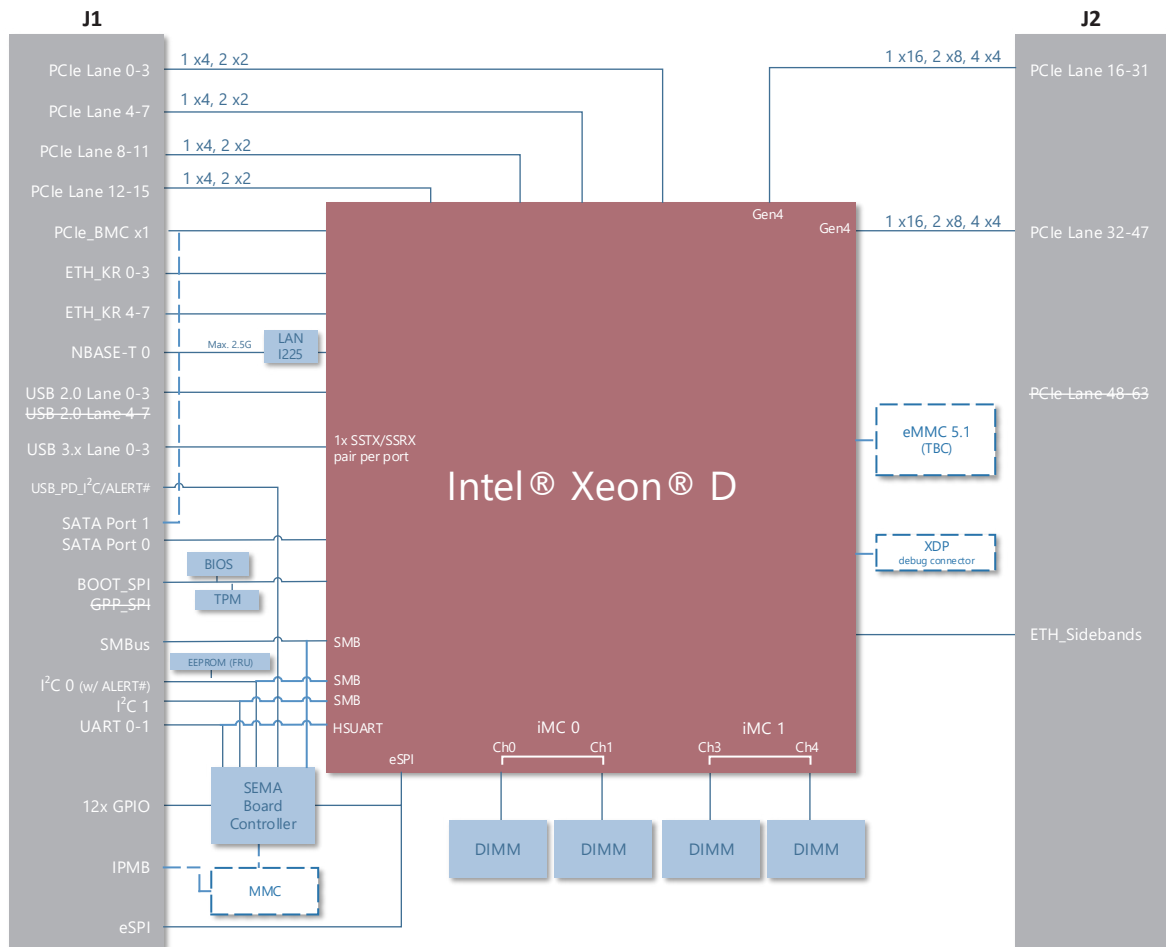 J1
J2
PCIe Lane 0-3
1 x4, 2 x2
1 x16, 2 x8, 4 x4
PCIe Lane 16-31
PCIe Lane 4-7
1 x4, 2 x2
PCIe Lane 8-11
1 x4, 2 x2
PCIe Lane 12-15
1 x4, 2 x2
Gen4
PCIe_BMC x1
Gen4
1 x16, 2 x8, 4 x4
PCIe Lane 32-47
ETH_KR 0-3
ETH_KR 4-7
NBASE-T 0
Max. 2.5G
LAN
I225
USB 2.0 Lane 0-3
USB 2.0 Lane 4-7
PCIe Lane 48-63
USB 3.x Lane 0-3
1x SSTX/SSRX
pair per port
eMMC 5.1
(TBC)
Intel® Xeon® D
USB_PD_I²C/ALERT#
SATA Port 1
SATA Port 0
XDP
debug connector
BIOS
BOOT_SPI
TPM
GPP_SPI
SMBus
SMB
ETH_Sidebands
EEPROM (FRU)
I²C 0 (w/ ALERT#)
SMB
I²C 1
SMB
UART 0-1
HSUART
iMC 0
iMC 1
Ch0
Ch1
Ch3
Ch4
eSPI
SEMA
Board
Controller
12x GPIO
DIMM
DIMM
DIMM
DIMM
IPMB
MMC
eSPI